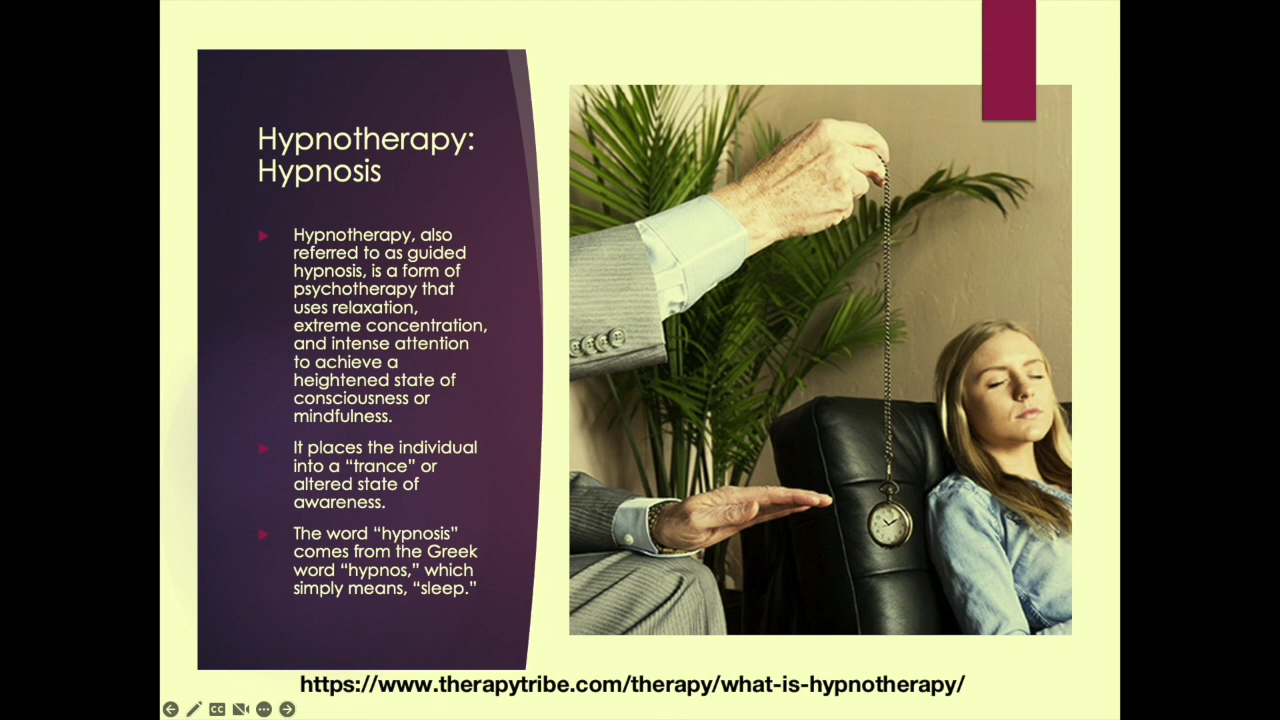 Hypnotherapy:
Hypnosis
Hypnotherapy, also
referred to as guided
hypnosis, is a form of
psychotherapy that
uses relaxation,
extreme concentration,
and intense attention
to achieve a
heightened state of
consciousness or
mindfulness.
It places the individual
into a “trance” or
altered state of
awareness.
The word “hypnosis”
comes from the Greek
word “hypnos,” which
simply means, “sleep.”
https://www.therapytribe.com/therapy/what-is-hypnotherapy/
CC